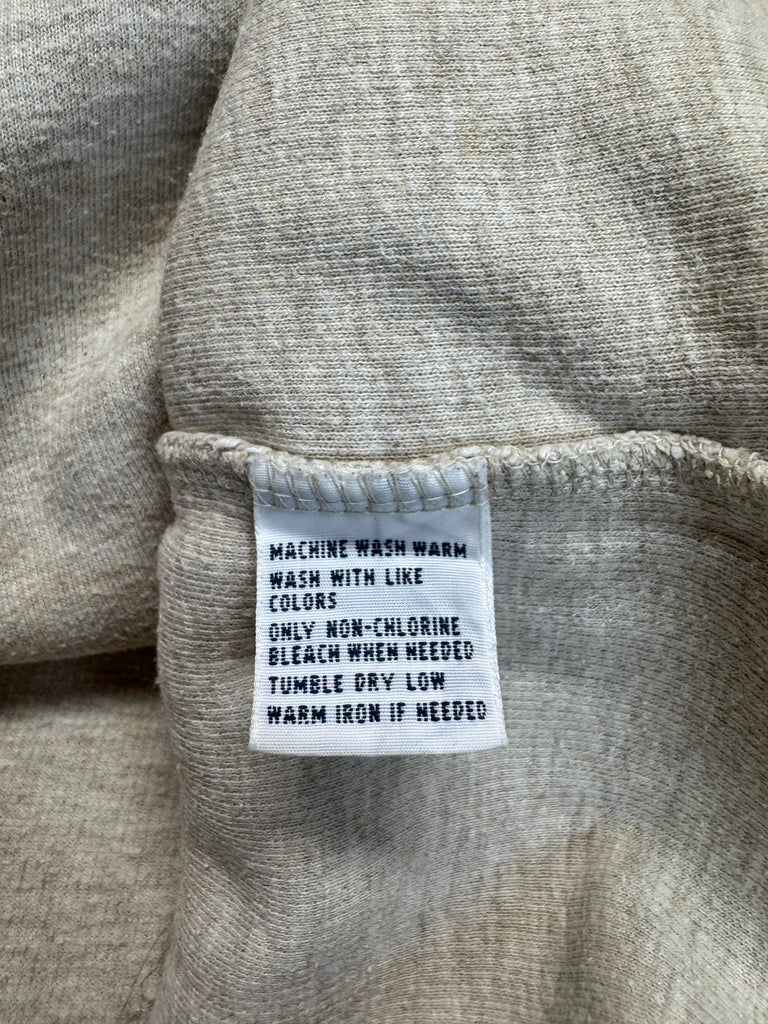 MACHINE WASH WARM
WASH WITH LIKE
COLORS
ONLY NON-CHLORINE
BLEACH WHEN NEEDED
TUMBLE DRY LOW
WARM IRON IF NEEDED